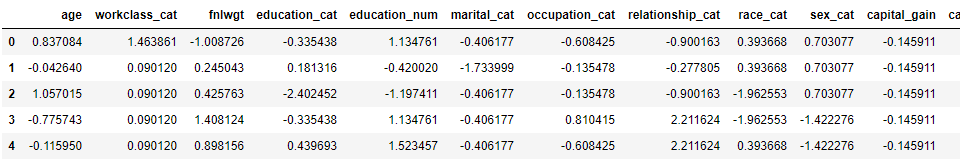 age workclass_cat fnlwgt education_cat education_num marital_cat occupation_cat relationship_cat race_cat sex_cat capital_gain ca
0 0.837084 1.463861 -1.008726 -0.335438 1.134761 -0.406177 -0.608425 -0.900163 0.393668 0.703077 -0.145911
1 -0.042640 0.090120 0.245043 0.181316 -0.420020 -1.733999 -0.135478 -0.277805 0.393668 0.703077 -0.145911
2 1.057015 0.090120 0.425763 -2.402452 -1.197411 -0.406177 -0.135478 -0.900163 -1.962553 0.703077 -0.145911
3 -0.775743 0.090120 1.408124 -0.335438 1.134761 -0.406177 0.810415 2.211624 -1.962553 -1.422276 -0.145911
4 -0.115950 0.090120 0.898156 0.439693 1.523457 -0.406177 -0.608425 2.211624 0.393668 -1.422276 -0.145911